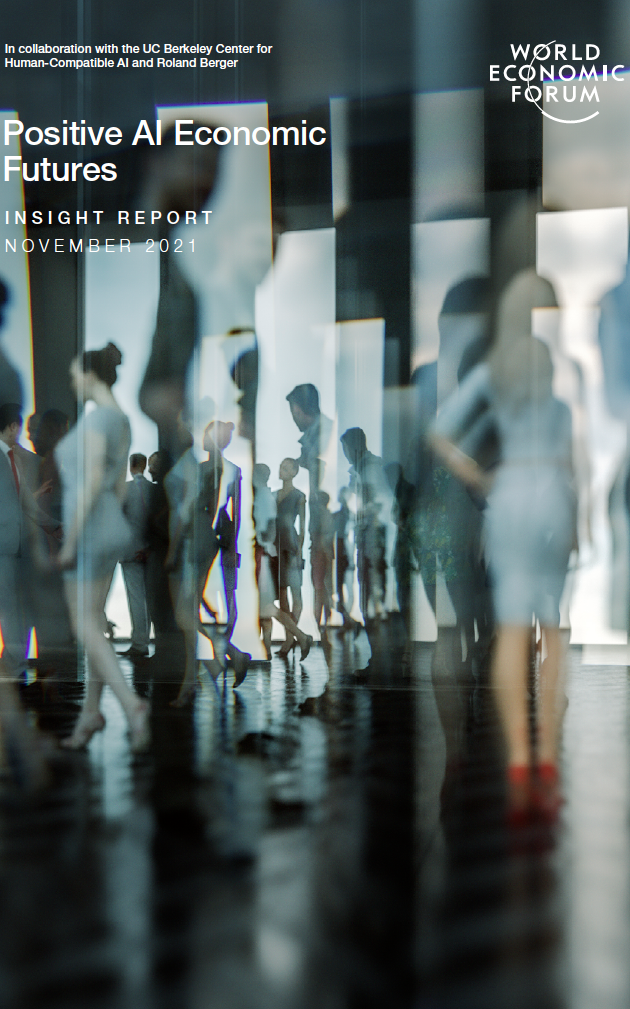 In collaboration with the UC Berkeley Center for
Human-Compatible AI and Roland Berger
WORLD
ECONOMIC
FORUM
Positive AI Economic
Futures
INSIGHT REPORT
NOVEMBER 2021